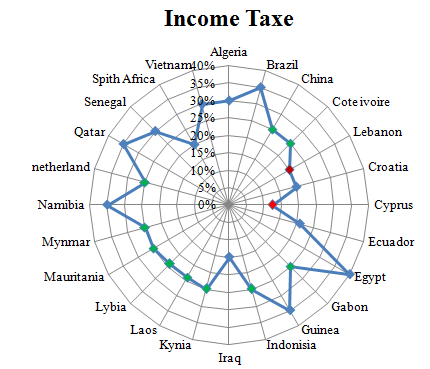 Income Taxe
Algeria
Brazil
China
Cote ivoire
Lebanon
Croatia
Cyprus
Ecuador
Egypt
Gabon
Guinea
Indonisia
Iraq
Kynia
Laos
Lybia
Mauritania
Mynmar
Namibia
netherland
Qatar
Senegal
Spith Africa
Vietnam
40%
35%
30%
25%
20%
15%
10%
5%
0%